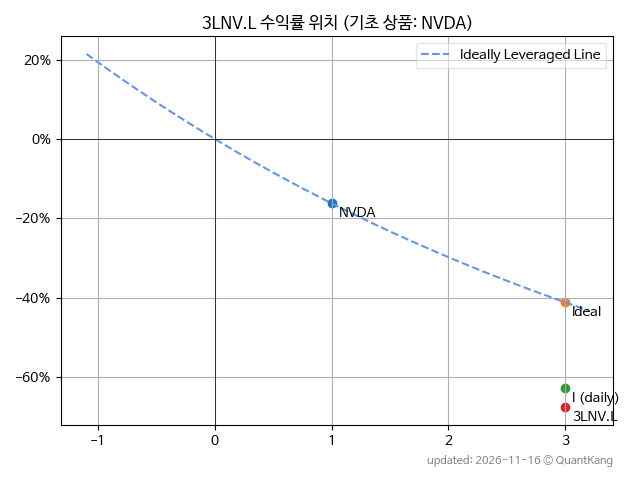 3LNV.L 수익률 위치 (기초 상품: NVDA)
Ideally Leveraged Line
20%
0%
−20%
−40%
−60%
NVDA
Ideal
I (daily)
3LNV.L
−1
0
1
2
3
updated: 2026-11-16 © QuantKang